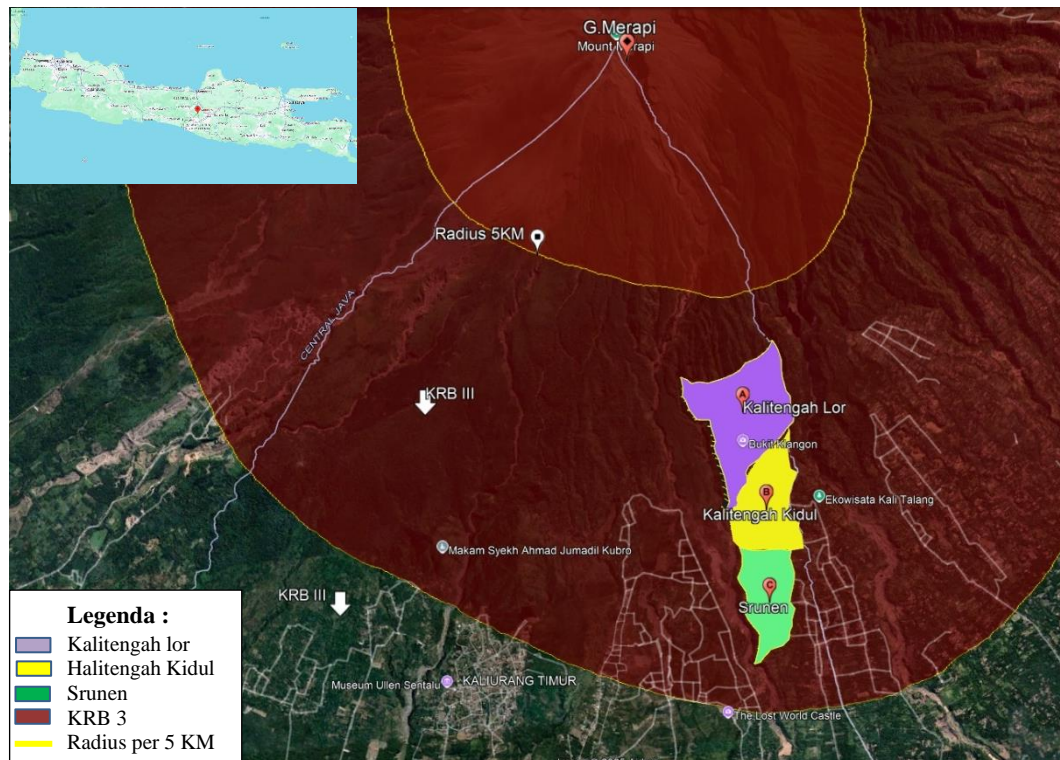 G.Merapi
Mount Merapi
Radius 5KM
CENTRAL JAVA
KRB III
A
Kalitengah Lor
Bukit Klangon
B
Kalitengah Kidul
Ekowisata Kali Talang
Makam Syekh Ahmad Jumadil Kubro
C
Srunen
KRB III
Museum Ullen Sentalu
KALIURANG TIMUR
The Lost World Castle
Legenda :
Kalitengah lor
Halitengah Kidul
Srunen
KRB 3
Radius per 5 KM